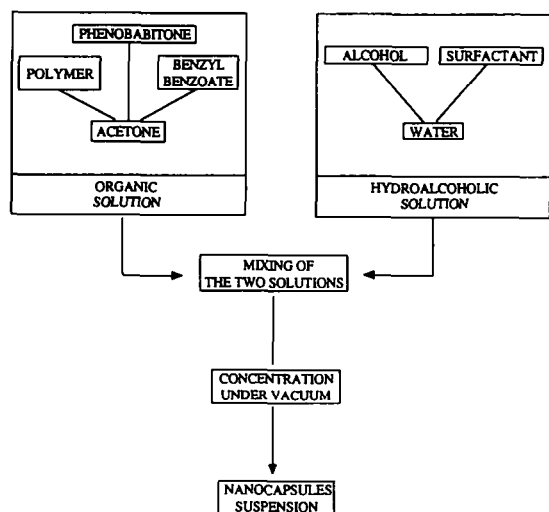 PHENOBABITONE
POLYMER
BENZYL
BENZOATE
ACETONE
ORGANIC
SOLUTION
ALCOHOL
SURFACTANT
WATER
HYDROALCOHOLIC
SOLUTION
MIXING OF
THE TWO SOLUTIONS
CONCENTRATION
UNDER VACUUM
NANOCAPSULES
SUSPENSION